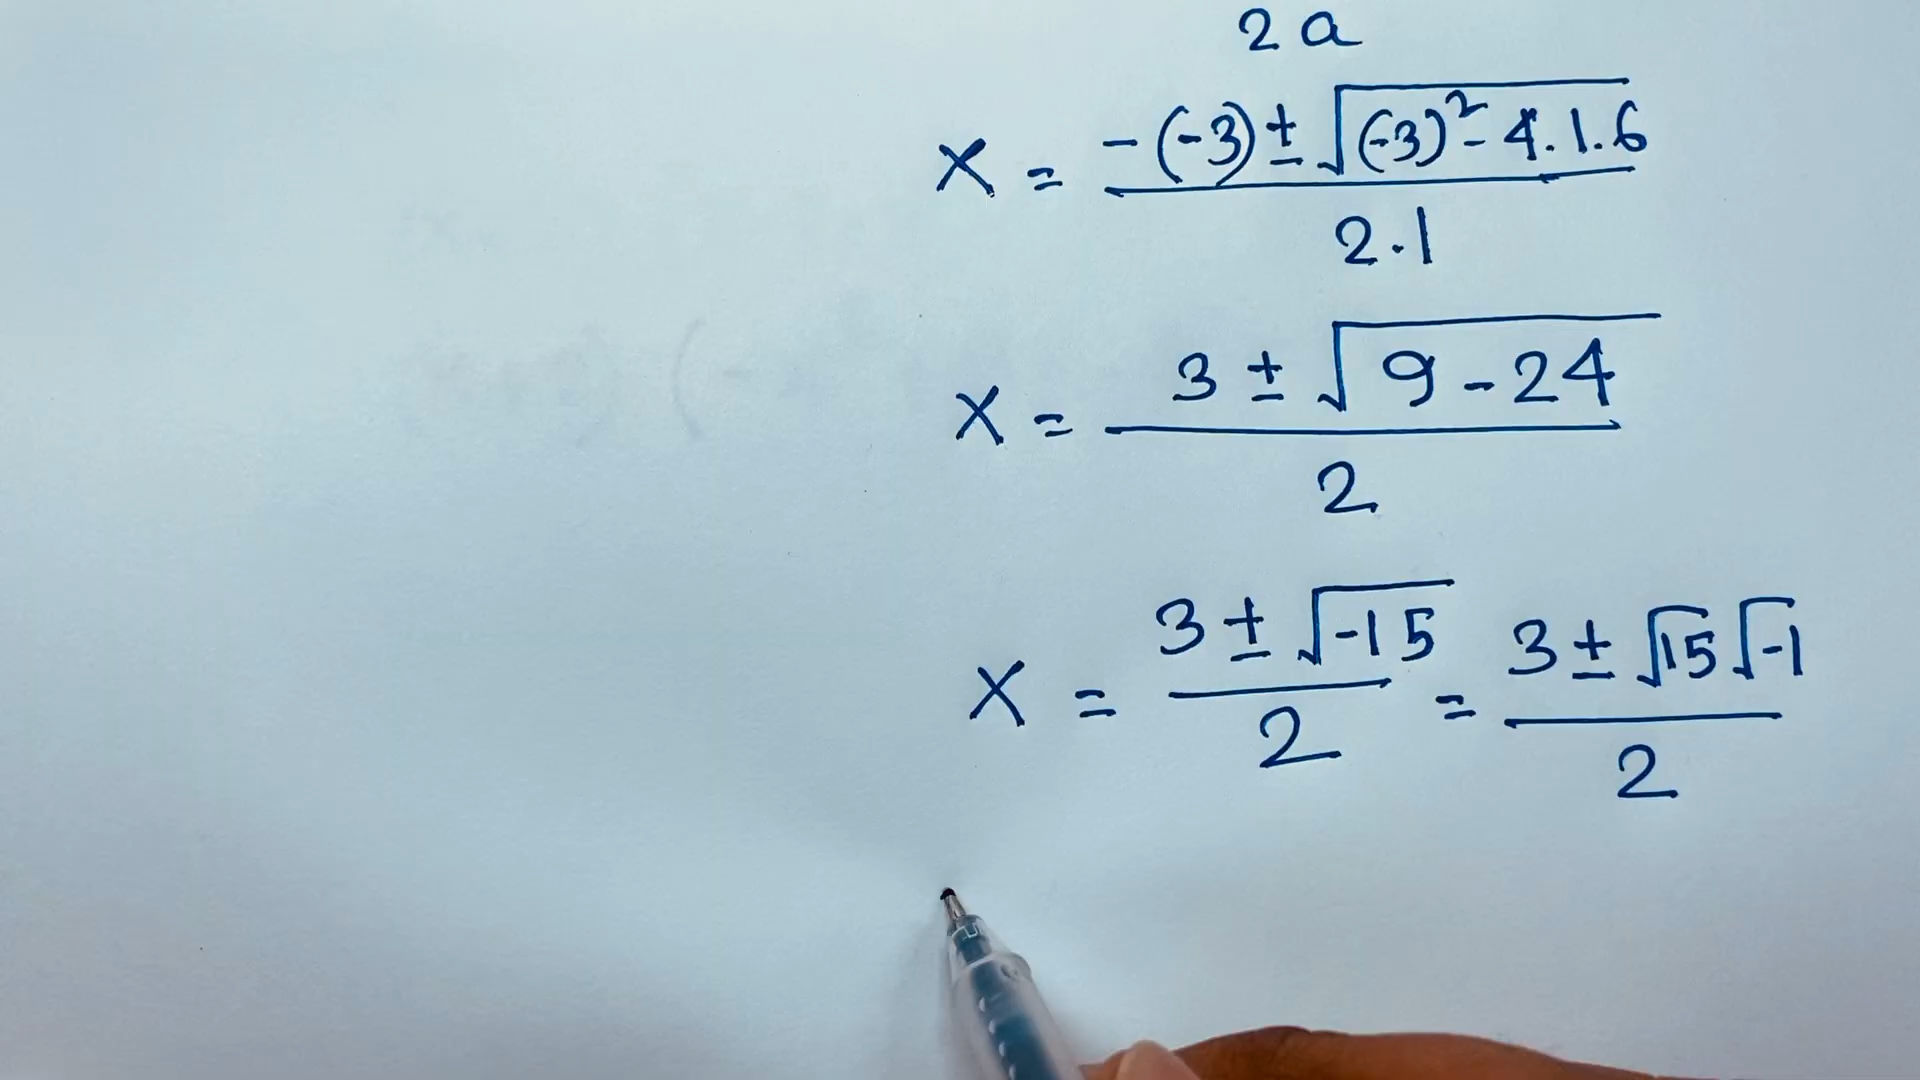 2a
x = (-(-3) ± √((-3)² - 4.1.6)) / (2.1)
x = (3 ± √(9 - 24)) / 2
x = (3 ± √(-15)) / 2 = (3 ± √15 √-1) / 2